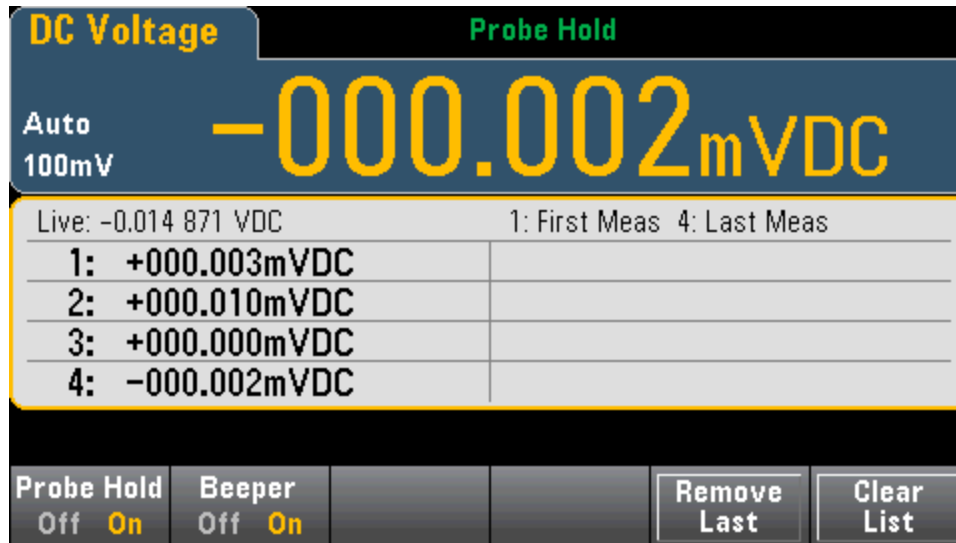 DC Voltage
Probe Hold
Auto
100mV
−000.002mVDC
Live: −0.014 871 VDC
1: First Meas 4: Last Meas
1: +000.003mVDC
2: +000.010mVDC
3: +000.000mVDC
4: −000.002mVDC
Probe Hold
Off On
Beeper
Off On
Remove
Last
Clear
List